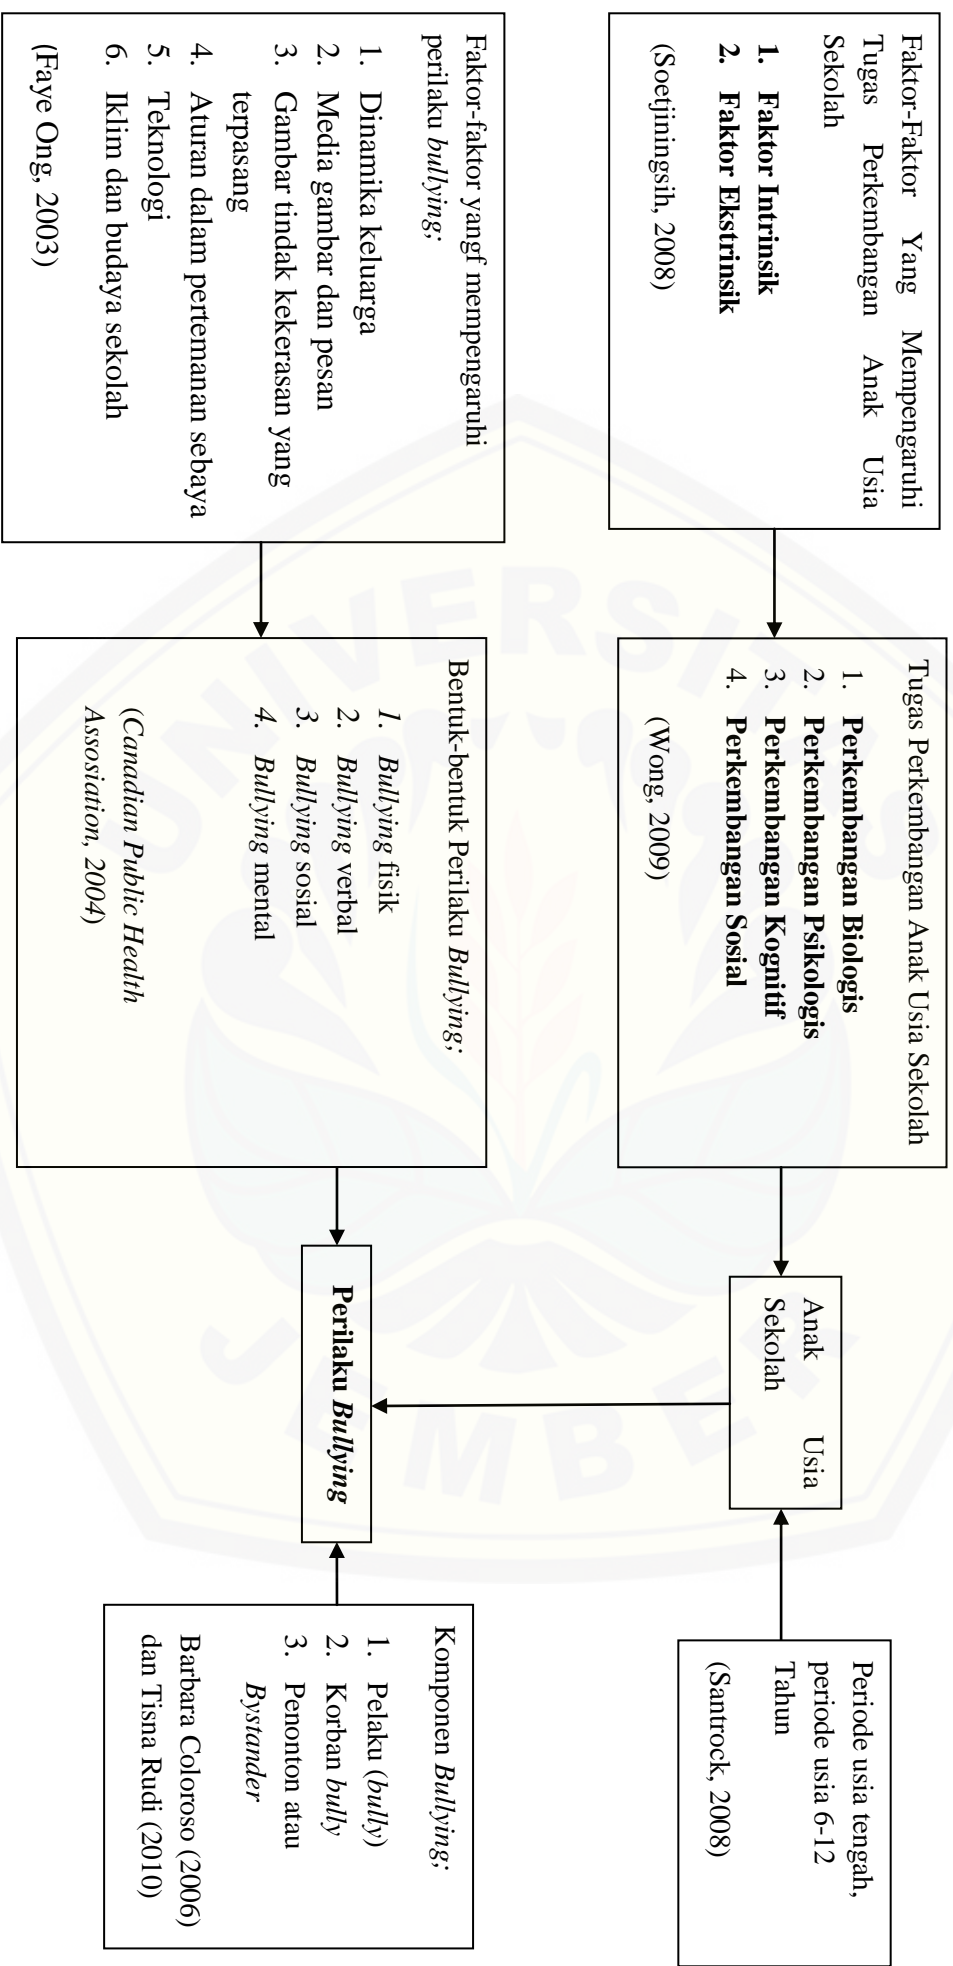 Faktor-Faktor Yang Mempengaruhi
Tugas Perkembangan Anak Usia
Sekolah
1. Faktor Intrinsik
2. Faktor Ekstrinsik
(Soetjiningsih, 2008)
Tugas Perkembangan Anak Usia Sekolah
1. Perkembangan Biologis
2. Perkembangan Psikologis
3. Perkembangan Kognitif
4. Perkembangan Sosial
(Wong, 2009)
Anak Usia
Sekolah
Periode usia tengah,
periode usia 6-12
Tahun
(Santrock, 2008)
Faktor-faktor yangf mempengaruhi
perilaku bullying;
1. Dinamika keluarga
2. Media gambar dan pesan
3. Gambar tindak kekerasan yang
terpasang
4. Aturan dalam pertemanan sebaya
5. Teknologi
6. Iklim dan budaya sekolah
(Faye Ong, 2003)
Bentuk-bentuk Perilaku Bullying;
1. Bullying fisik
2. Bullying verbal
3. Bullying sosial
4. Bullying mental
(Canadian Public Health
Assosiation, 2004)
Perilaku Bullying
Komponen Bullying;
1. Pelaku (bully)
2. Korban bully
3. Penonton atau
Bystander
Barbara Coloroso (2006)
dan Tisna Rudi (2010)
UNIVERSITAS
JEMBER